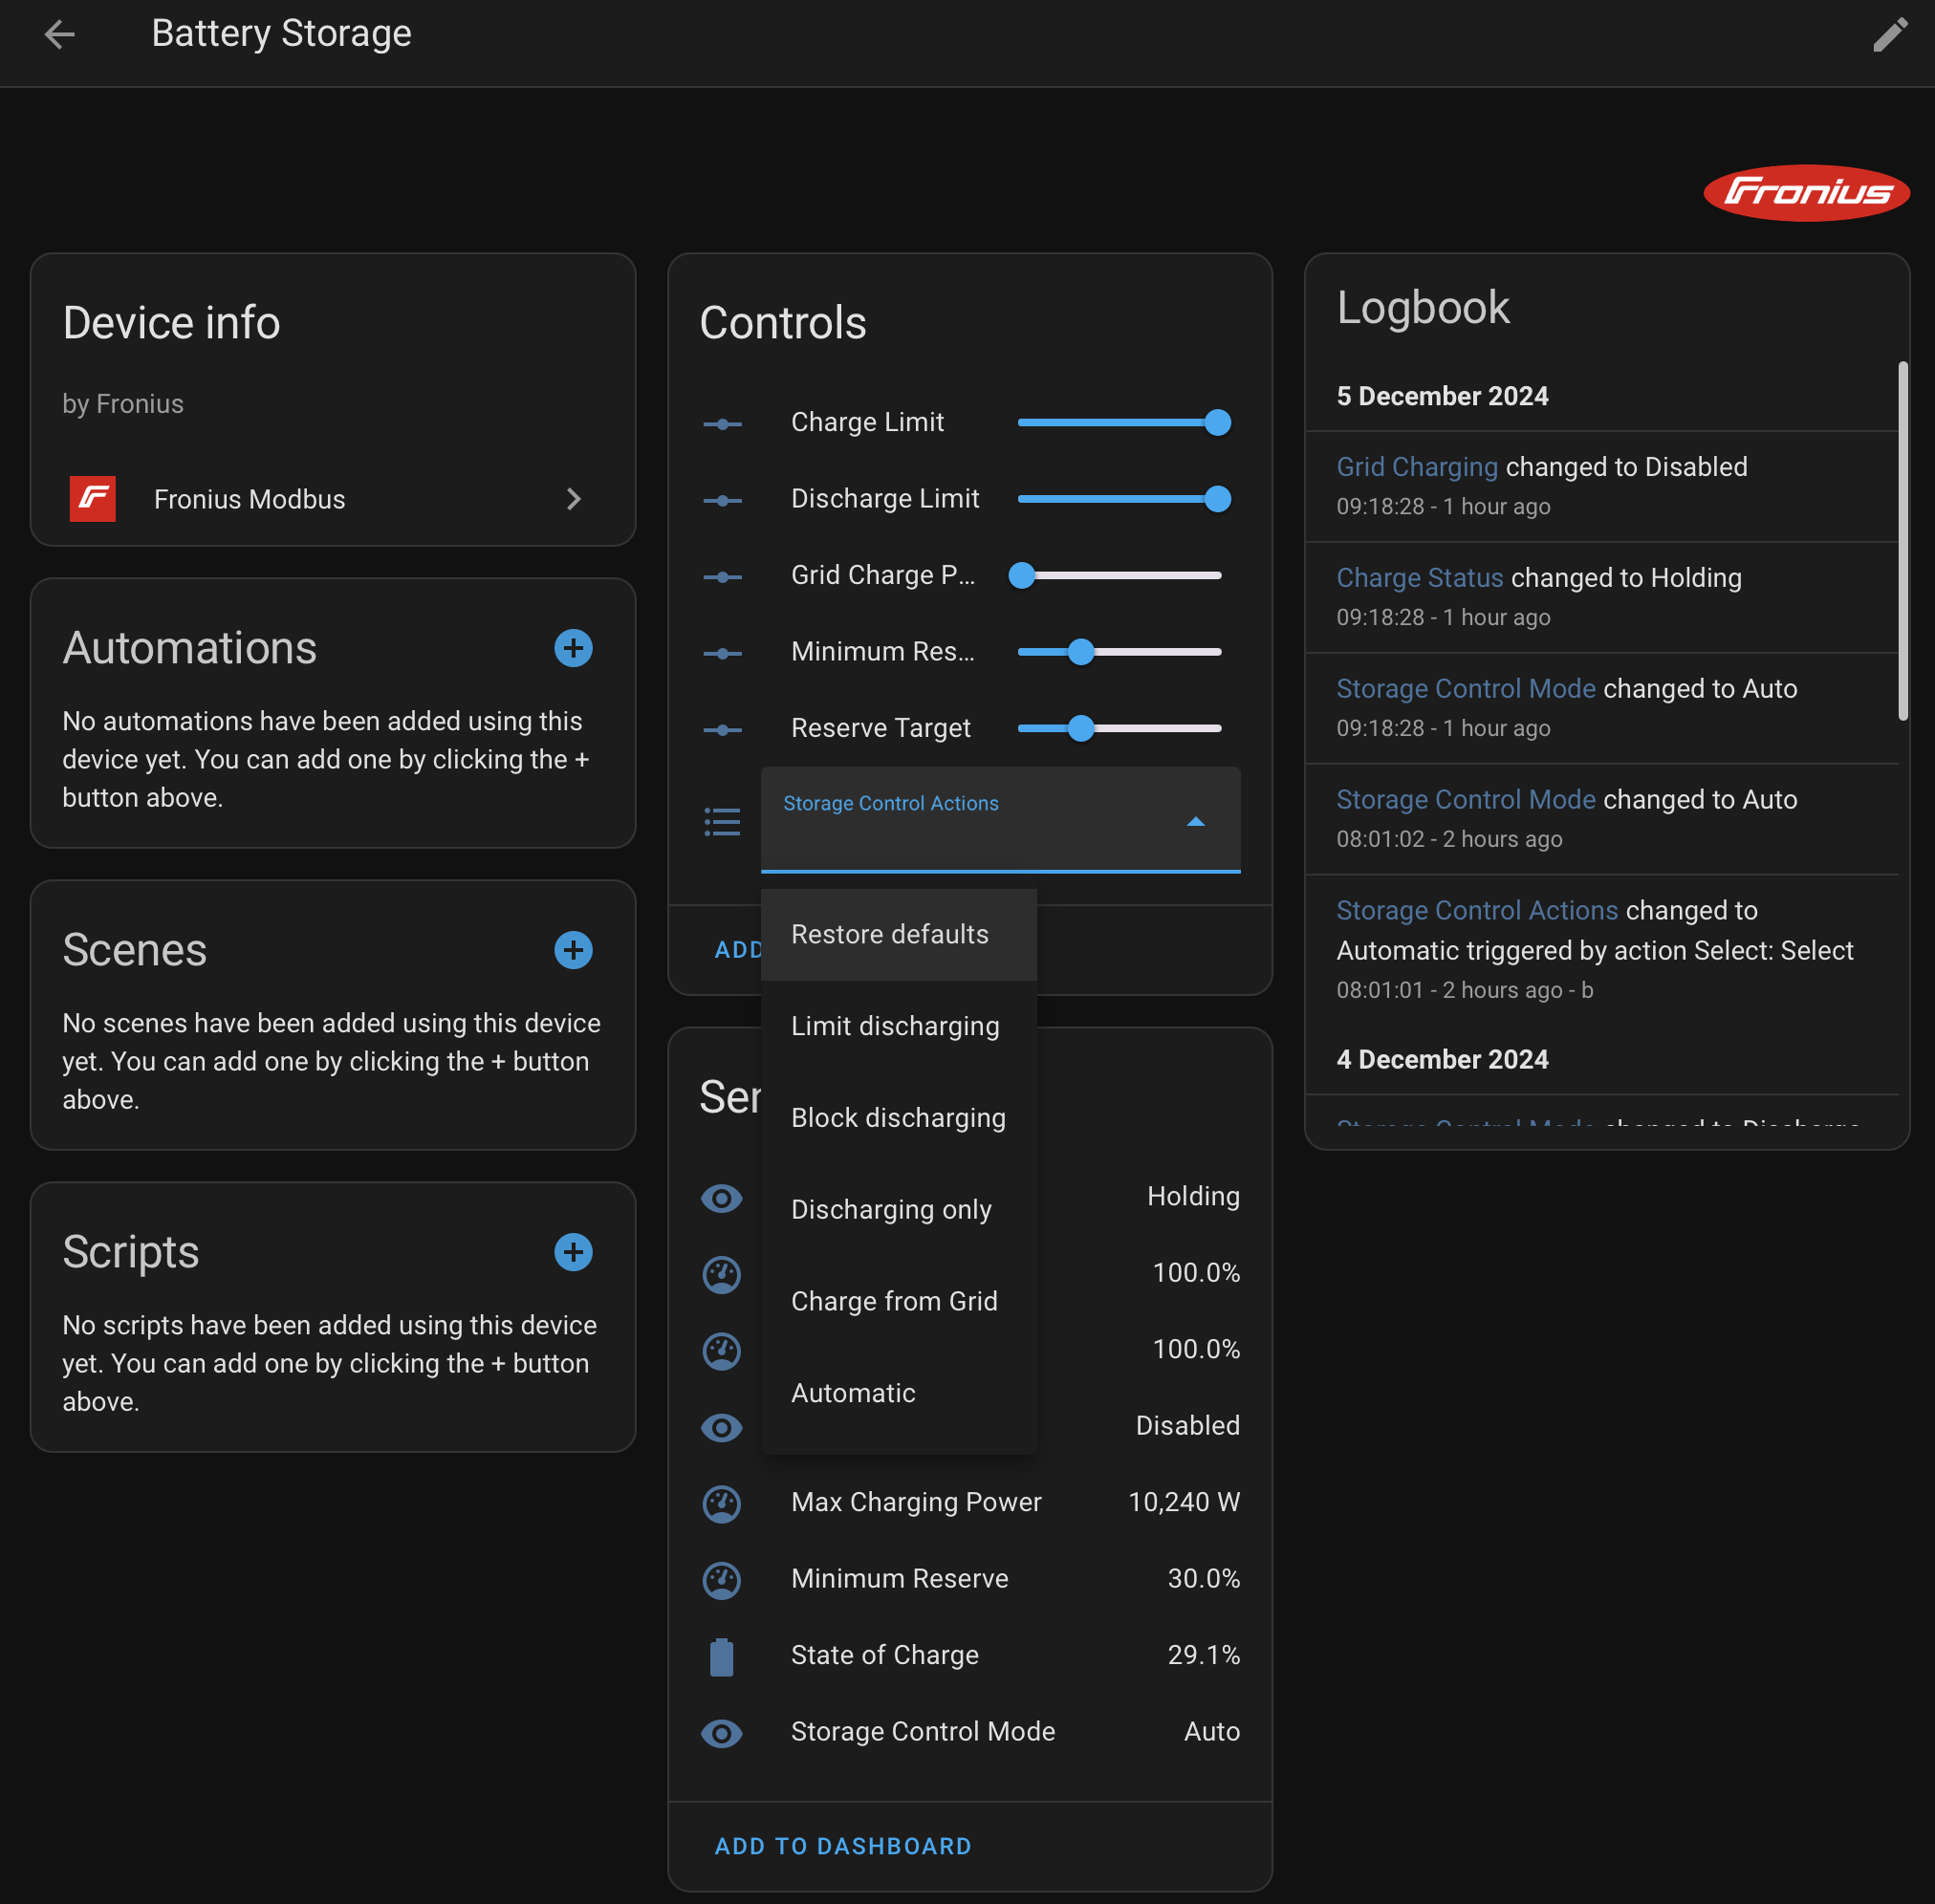 Battery Storage
Fronius
Device info
by Fronius
Fronius Modbus
Automations
No automations have been added using this
device yet. You can add one by clicking the +
button above.
Scenes
No scenes have been added using this device
yet. You can add one by clicking the + button
above.
Scripts
No scripts have been added using this device
yet. You can add one by clicking the + button
above.
Controls
Charge Limit
Discharge Limit
Grid Charge P...
Minimum Res...
Reserve Target
Storage Control Actions
ADD
Restore defaults
Limit discharging
Block discharging
Discharging only
Charge from Grid
Automatic
Holding
100.0%
100.0%
Disabled
Max Charging Power 10,240 W
Minimum Reserve 30.0%
State of Charge 29.1%
Storage Control Mode Auto
ADD TO DASHBOARD
Logbook
5 December 2024
Grid Charging changed to Disabled
09:18:28 - 1 hour ago
Charge Status changed to Holding
09:18:28 - 1 hour ago
Storage Control Mode changed to Auto
09:18:28 - 1 hour ago
Storage Control Mode changed to Auto
08:01:02 - 2 hours ago
Storage Control Actions changed to
Automatic triggered by action Select: Select
08:01:01 - 2 hours ago - b
4 December 2024
Storage Control Mode changed to Discharge